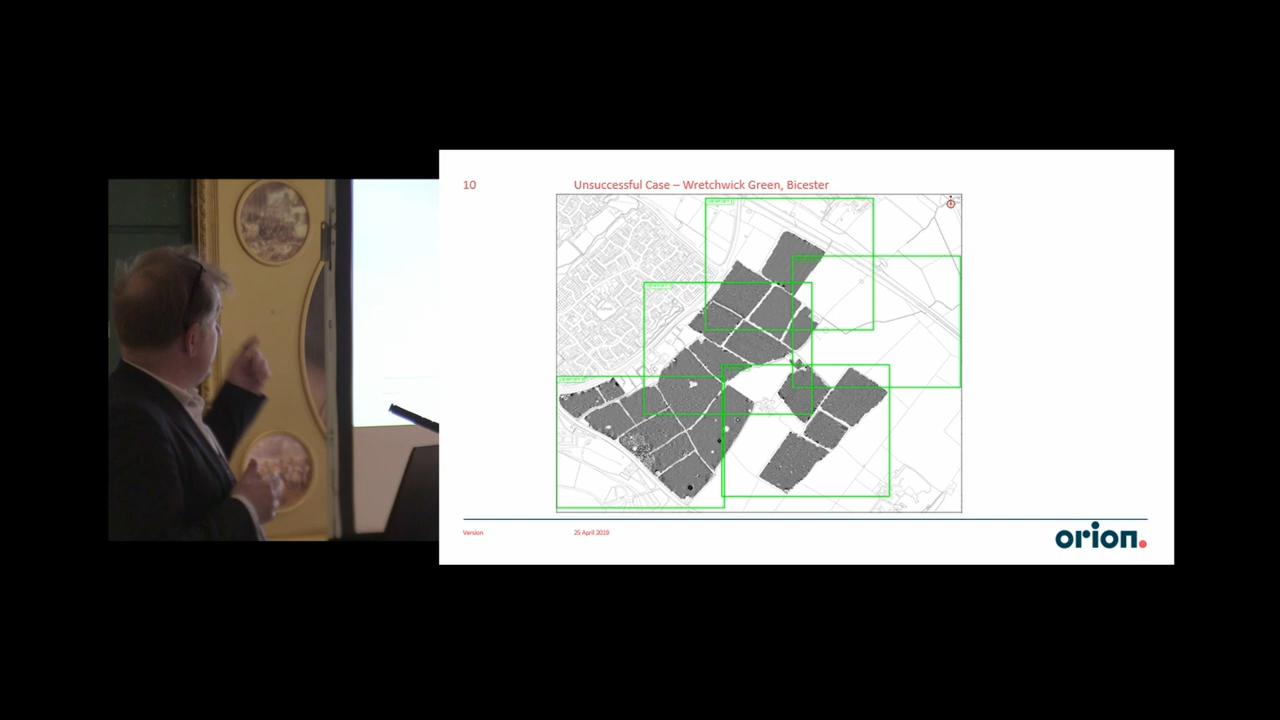 10
Unsuccessful Case – Wretchwick Green, Bicester
Version
25 April 2019
orion.